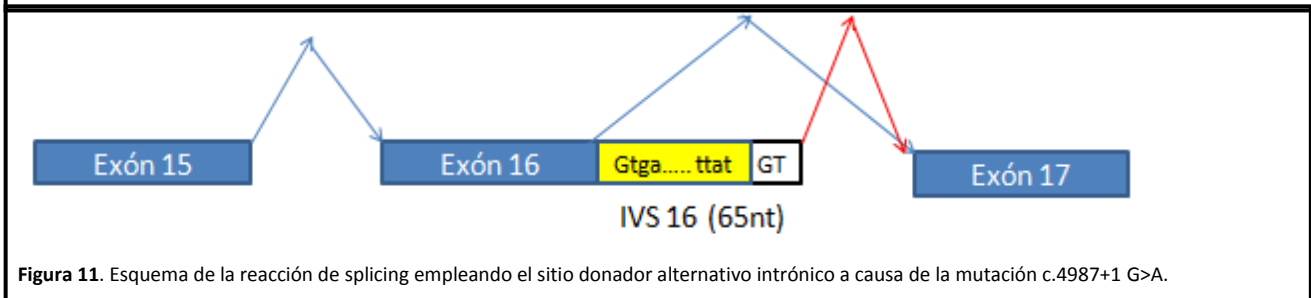 Exón 15 Exón 16 Gtga..... ttat GT Exón 17
IVS 16 (65nt)
Figura 11. Esquema de la reacción de splicing empleando el sitio donador alternativo intrónico a causa de la mutación c.4987+1 G>A.